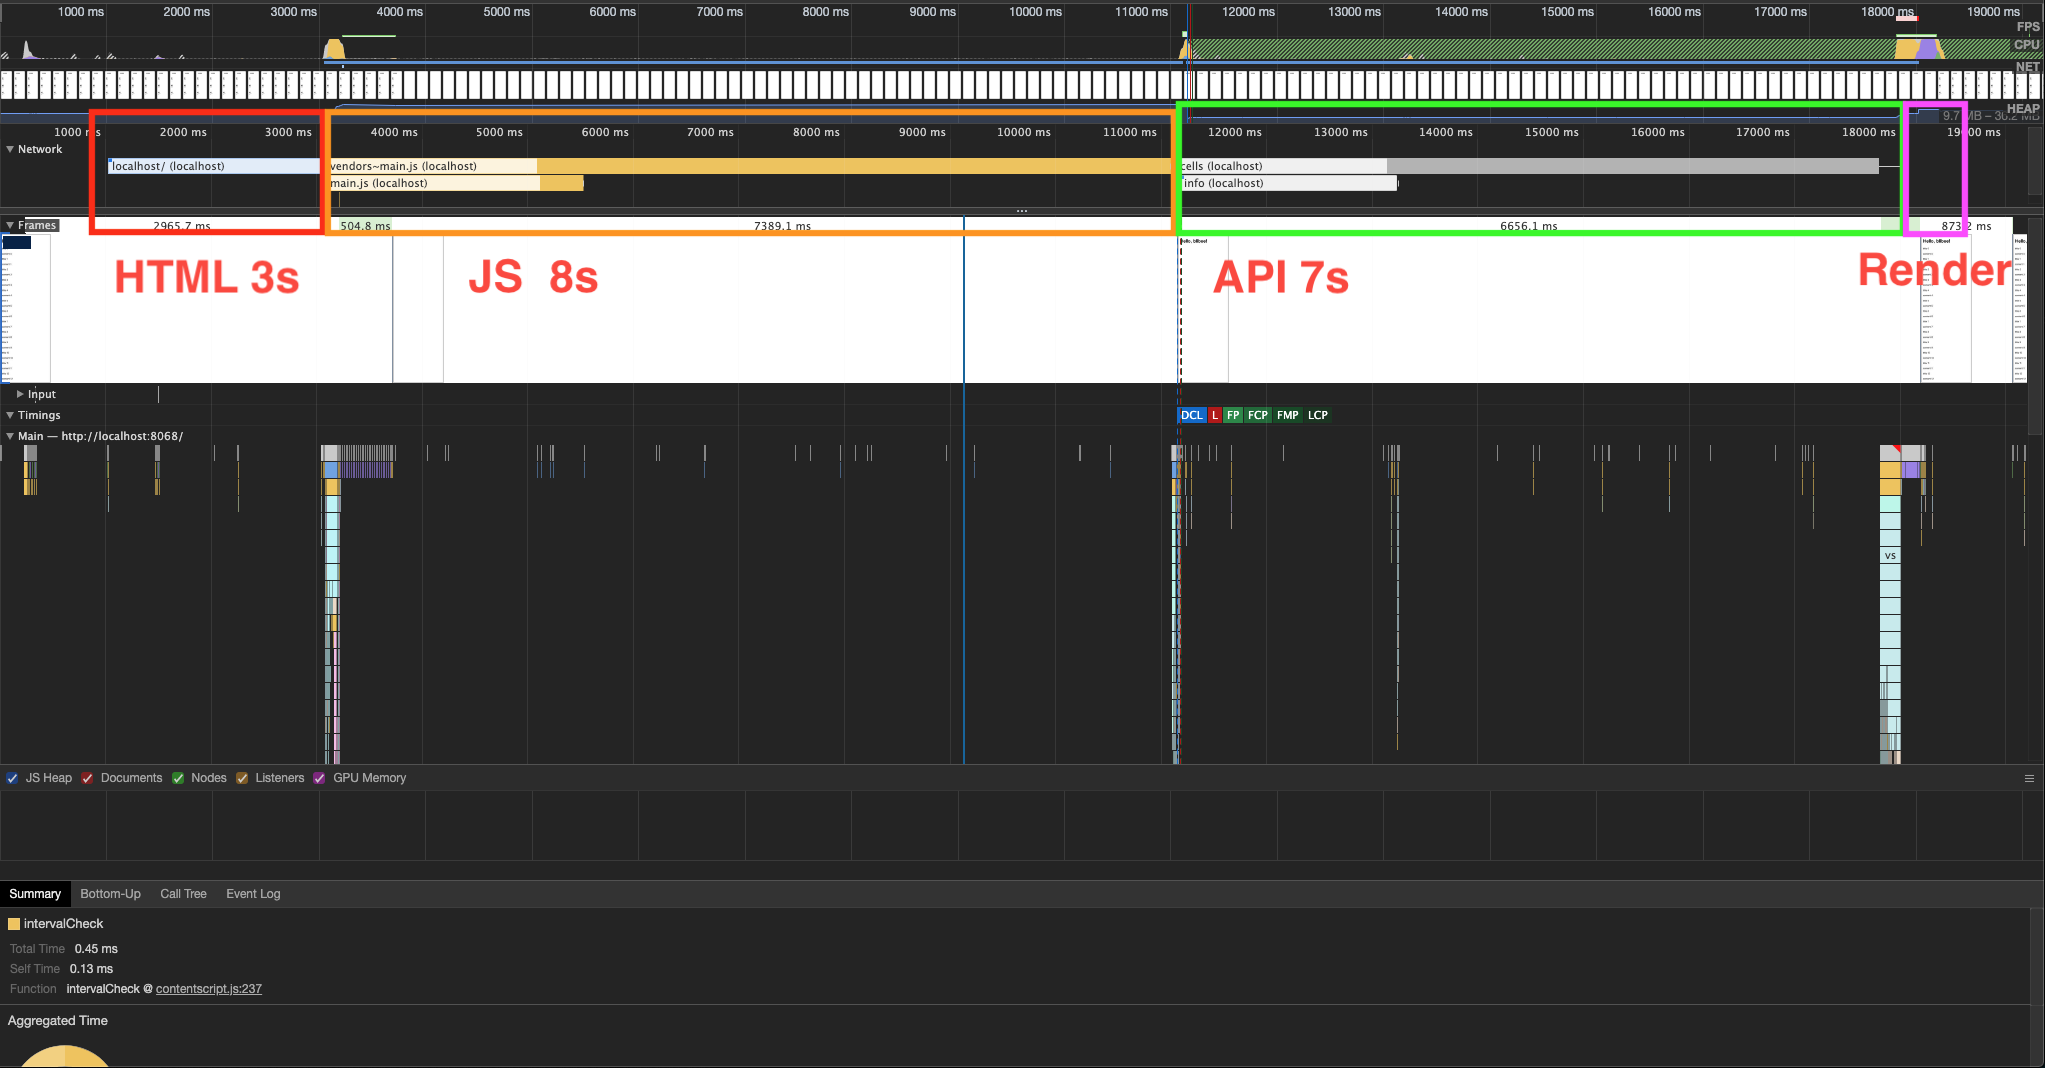 1000 ms 2000 ms 3000 ms 4000 ms 5000 ms 6000 ms 7000 ms 8000 ms 9000 ms 10000 ms 11000 ms 12000 ms 13000 ms 14000 ms 15000 ms 16000 ms 17000 ms 18000 ms 19000 ms
FPS
CPU
NET
HEAP
9.7 MB – 30.2 MB
1000 ms 2000 ms 3000 ms 4000 ms 5000 ms 6000 ms 7000 ms 8000 ms 9000 ms 10000 ms 11000 ms 12000 ms 13000 ms 14000 ms 15000 ms 16000 ms 17000 ms 18000 ms 19000 ms
Network
localhost/ (localhost) vendors~main.js (localhost) cells (localhost)
main.js (localhost) info (localhost)
...
Frames 2965.7 ms 504.8 ms 7389.1 ms 6656.1 ms 873.2 ms
Hello, bilbeef Hello, bilbeef Hello,
HTML 3s JS 8s API 7s Render
Input
Timings DCL L FP FCP FMP LCP
Main — http://localhost:8068/
vs
JS Heap Documents Nodes Listeners GPU Memory
Summary Bottom-Up Call Tree Event Log
intervalCheck
Total Time 0.45 ms
Self Time 0.13 ms
Function intervalCheck @ contentscript.js:237
Aggregated Time